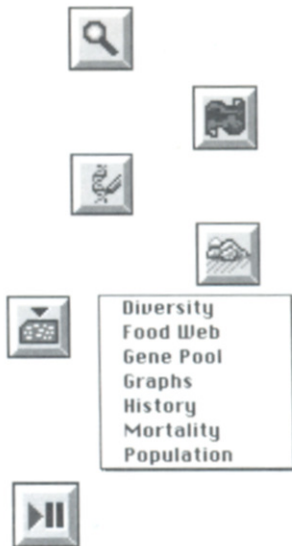 Diversity
Food Web
Gene Pool
Graphs
History
Mortality
Population